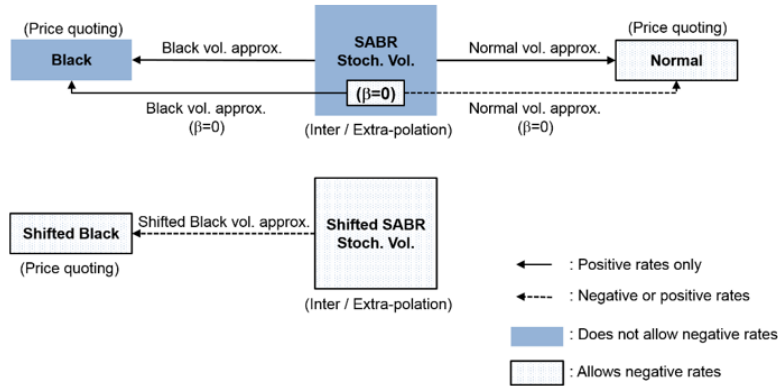 (Price quoting)
Black
Black vol. approx.
SABR
Stoch. Vol.
Normal vol. approx.
(Price quoting)
Normal
(β=0)
Black vol. approx.
(β=0)
Normal vol. approx.
(β=0)
(Inter / Extra-polation)
Shifted Black
(Price quoting)
Shifted Black vol. approx.
Shifted SABR
Stoch. Vol.
(Inter / Extra-polation)
: Positive rates only
: Negative or positive rates
: Does not allow negative rates
: Allows negative rates